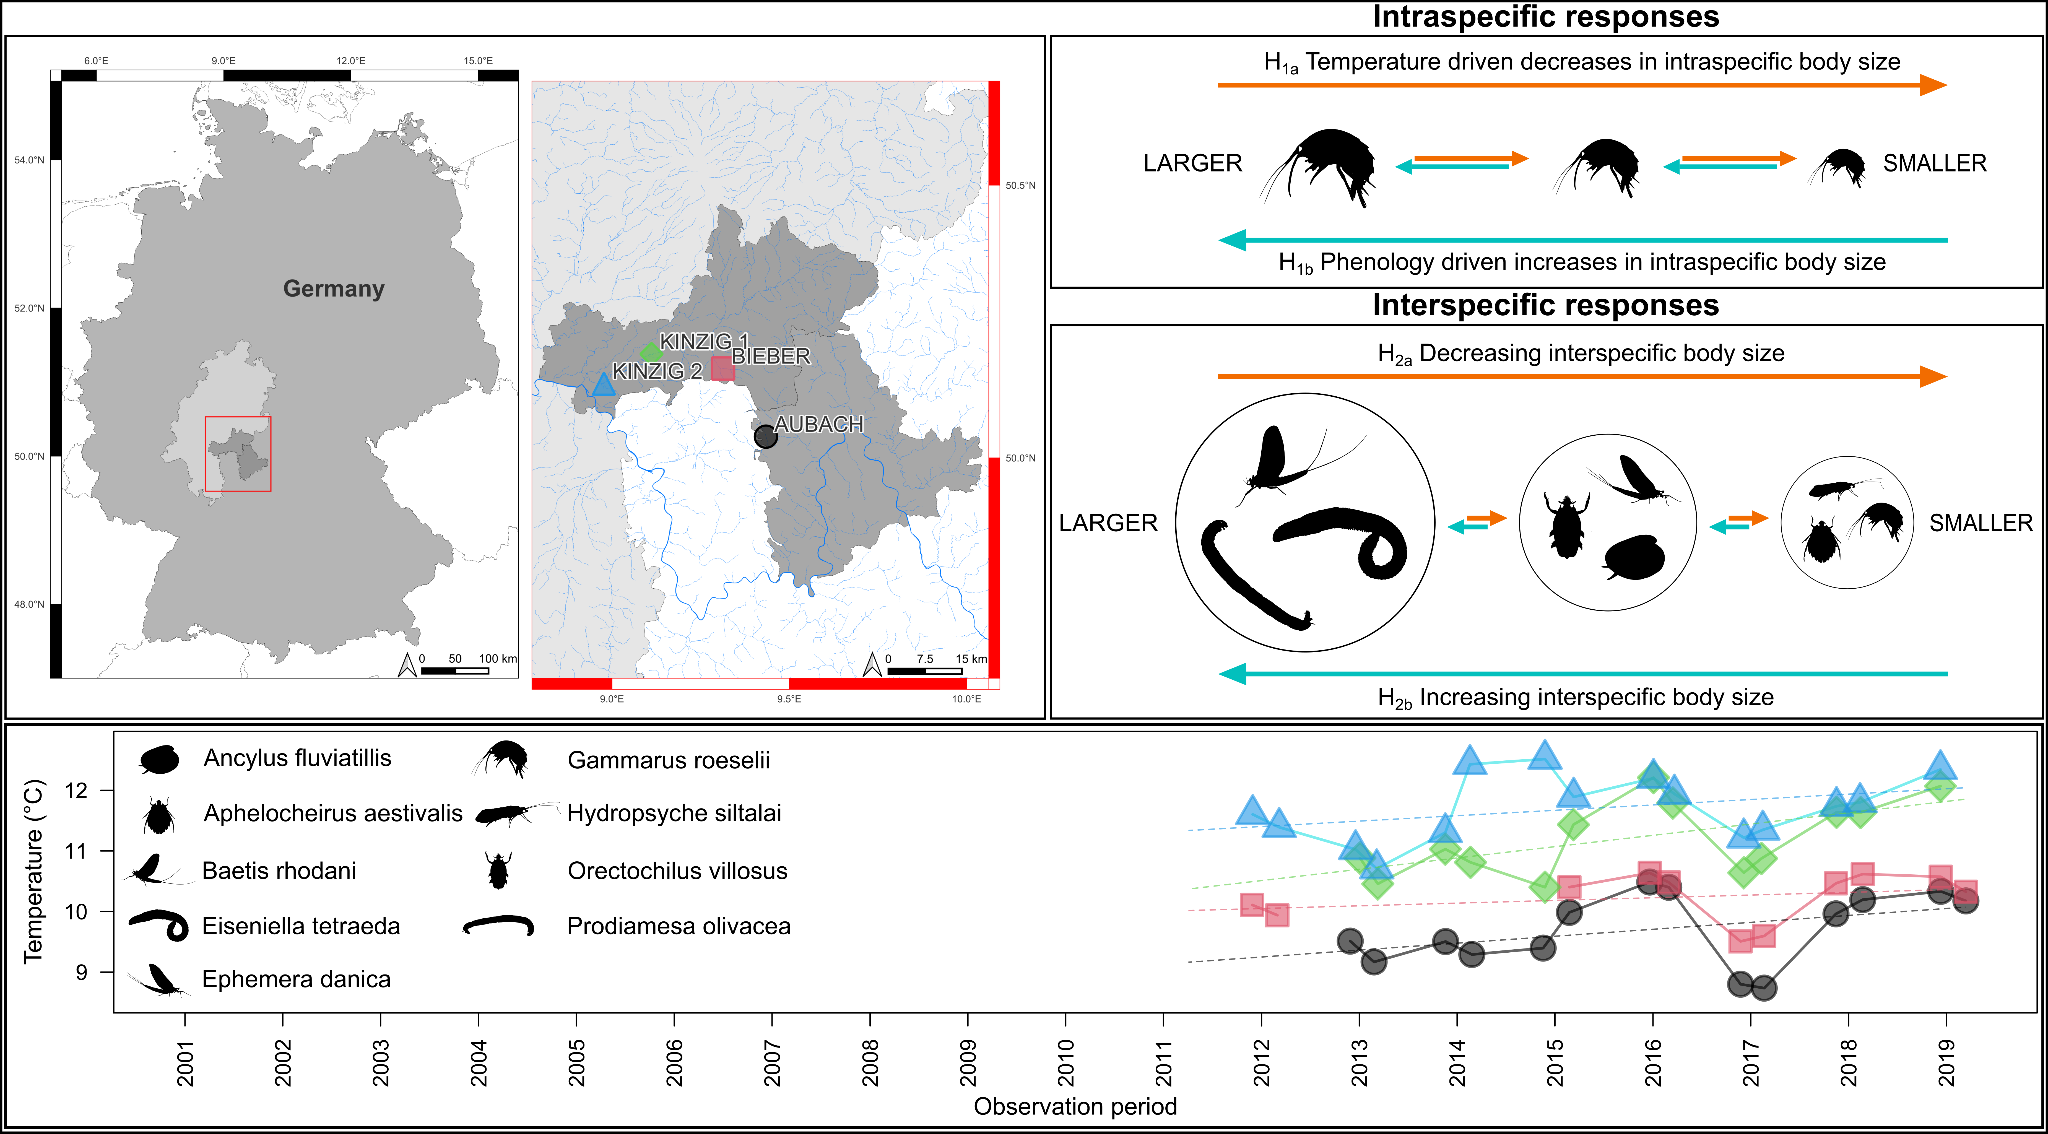 Intraspecific responses
6.0°E 9.0°E 12.0°E 15.0°E
54.0°N
52.0°N
50.0°N
48.0°N
Germany
0 50 100 km
KINZIG 1
BIEBER
KINZIG 2
AUBACH
50.5°N
50.0°N
0 7.5 15 km
9.0°E 9.5°E 10.0°E
H1a Temperature driven decreases in intraspecific body size
LARGER SMALLER
H1b Phenology driven increases in intraspecific body size
Interspecific responses
H2a Decreasing interspecific body size
LARGER SMALLER
H2b Increasing interspecific body size
Temperature (°C)
12
11
10
9
Ancylus fluviatillis
Aphelocheirus aestivalis
Baetis rhodani
Eiseniella tetraeda
Ephemera danica
Gammarus roeselii
Hydropsyche siltalai
Orectochilus villosus
Prodiamesa olivacea
2001 2002 2003 2004 2005 2006 2007 2008 2009 2010 2011 2012 2013 2014 2015 2016 2017 2018 2019
Observation period